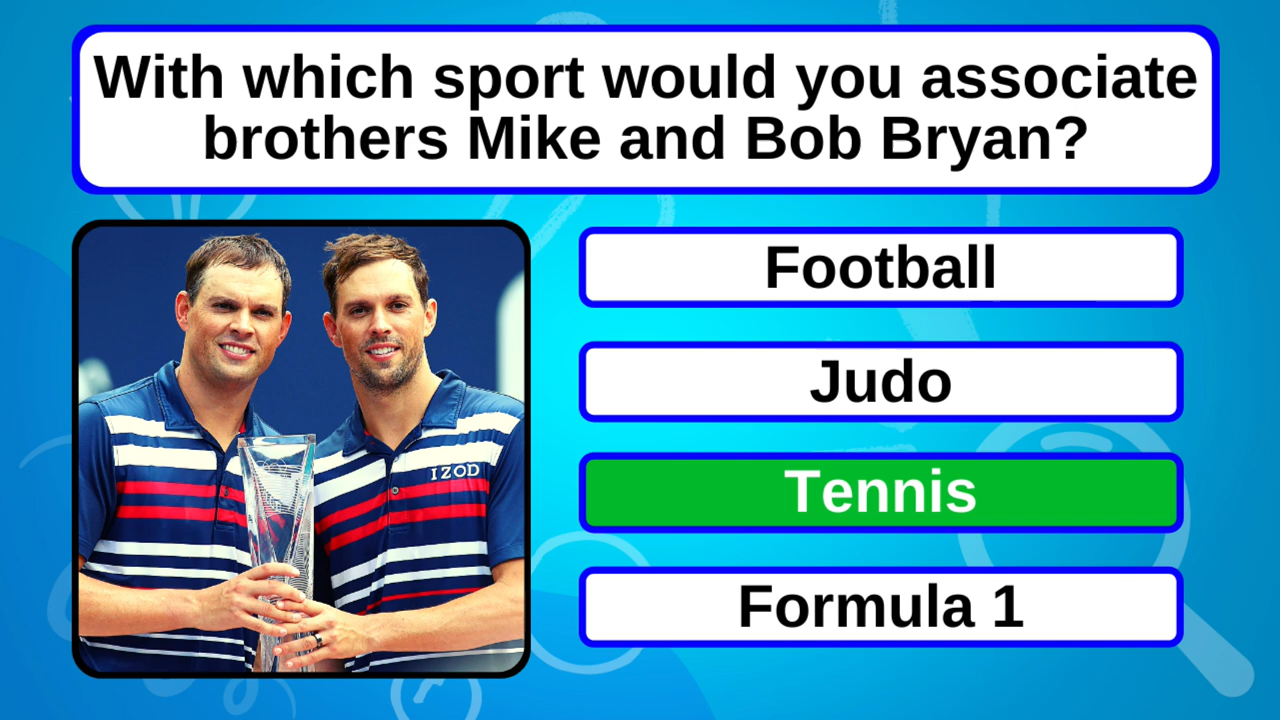 With which sport would you associate
brothers Mike and Bob Bryan?
Football
Judo
IZOD
Tennis
Formula 1